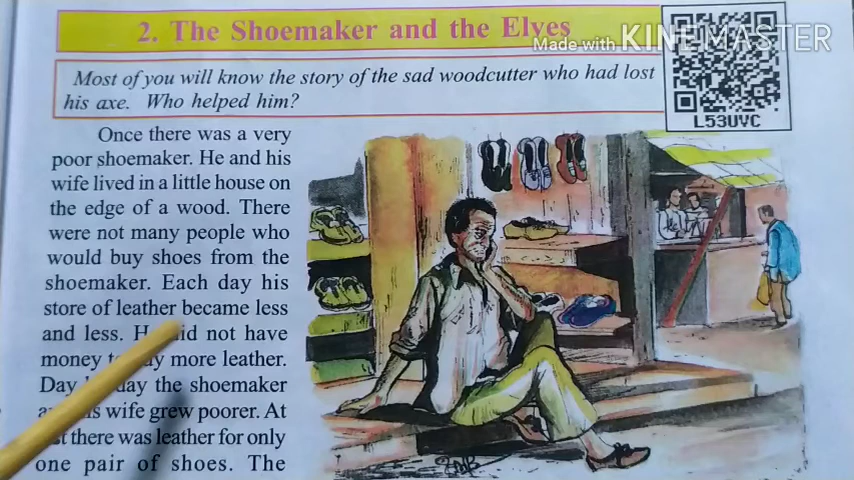 2. The Shoemaker and the Elves
Made with KINEMASTER
Most of you will know the story of the sad woodcutter who had lost
his axe. Who helped him?
L53UVC
Once there was a very
poor shoemaker. He and his
wife lived in a little house on
the edge of a wood. There
were not many people who
would buy shoes from the
shoemaker. Each day his
store of leather became less
and less. H id not have
money t y more leather.
Day day the shoemaker
a s wife grew poorer. At
st there was leather for only
one pair of shoes. The